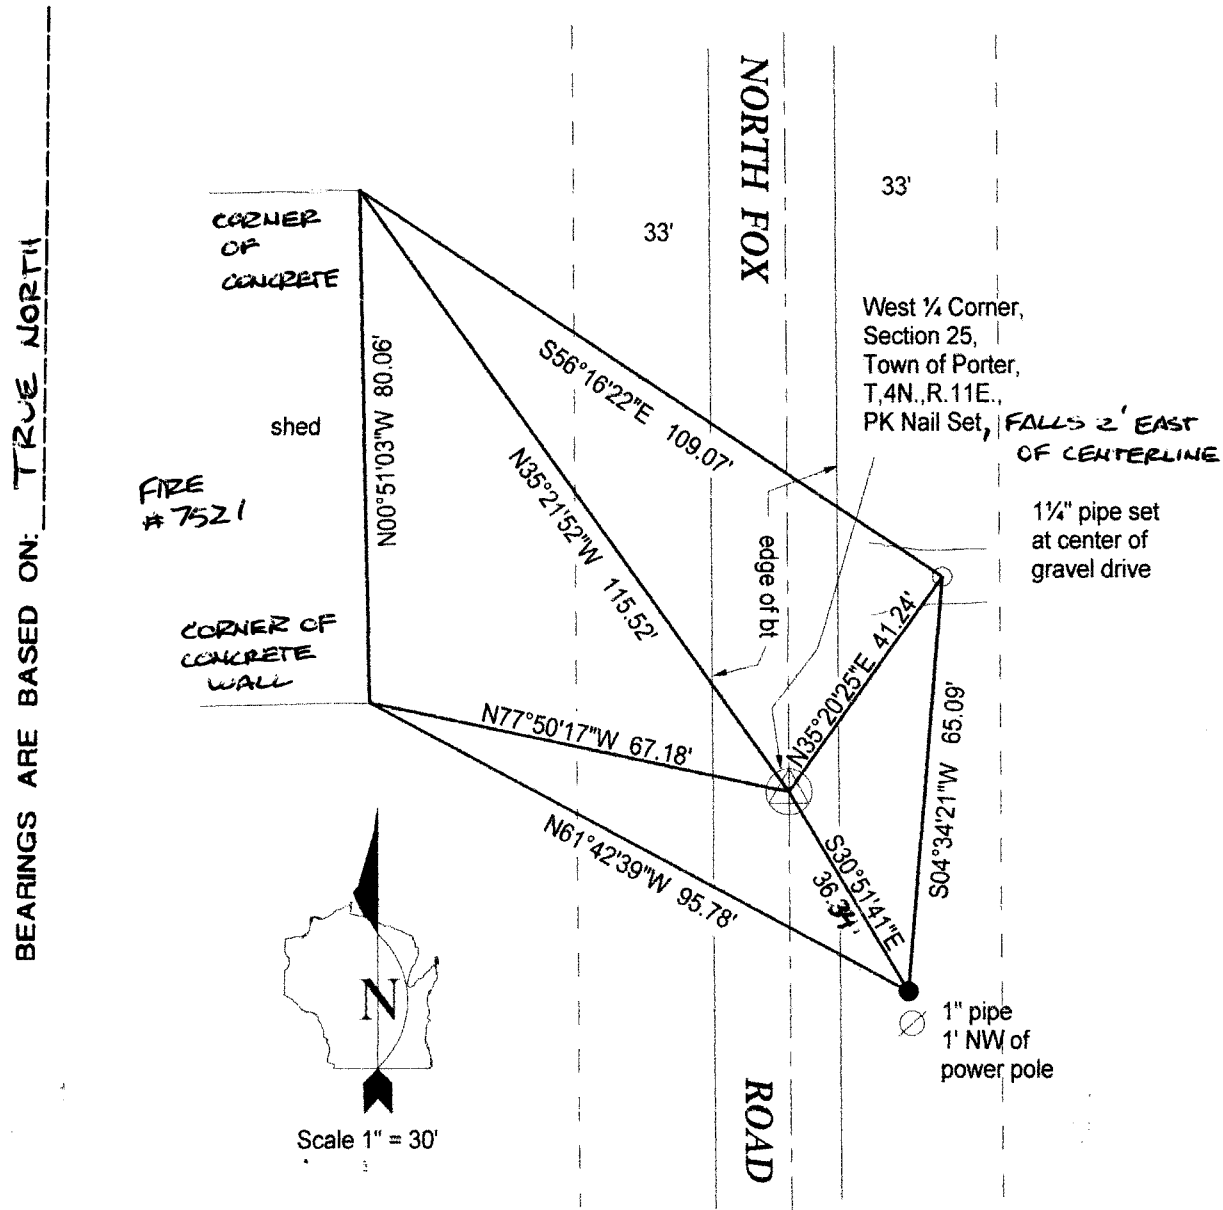 BEARINGS ARE BASED ON: TRUE NORTH
NORTH FOX
33'
33'
CORNER
OF
CONCRETE
West ¼ Corner,
Section 25,
Town of Porter,
T,4N.,R.11E.,
PK Nail Set, FALLS 2' EAST
OF CENTERLINE
S56°16'22"E 109.07'
N00°51'03"W 80.06'
shed
N35°21'52"W 115.52'
FIRE
#7521
1¼" pipe set
at center of
gravel drive
edge of bt
CORNER OF
CONCRETE
WALL
N35°20'25"E 41.24'
S04°34'21"W 65.09'
N77°50'17"W 67.18'
N61°42'39"W 95.78'
S30°51'41"E
36.34'
N
1" pipe
1' NW of
power pole
ROAD
Scale 1" = 30'